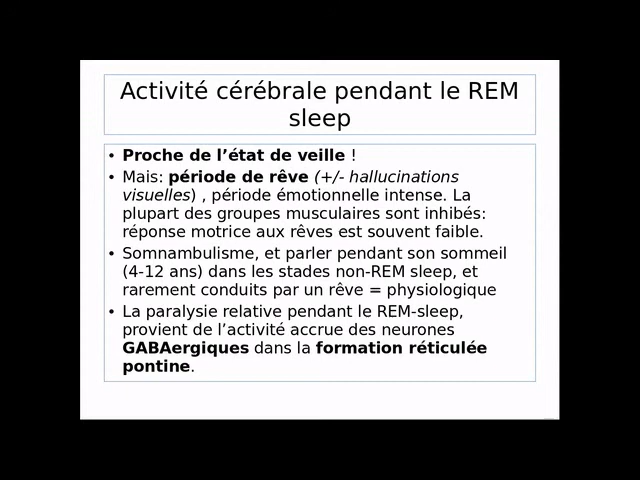 Activité cérébrale pendant le REM
sleep
• Proche de l’état de veille !
• Mais: période de rêve (+/- hallucinations
visuelles) , période émotionnelle intense. La
plupart des groupes musculaires sont inhibés:
réponse motrice aux rêves est souvent faible.
• Somnambulisme, et parler pendant son sommeil
(4-12 ans) dans les stades non-REM sleep, et
rarement conduits par un rêve = physiologique
• La paralysie relative pendant le REM-sleep,
provient de l’activité accrue des neurones
GABAergiques dans la formation réticulée
pontine.